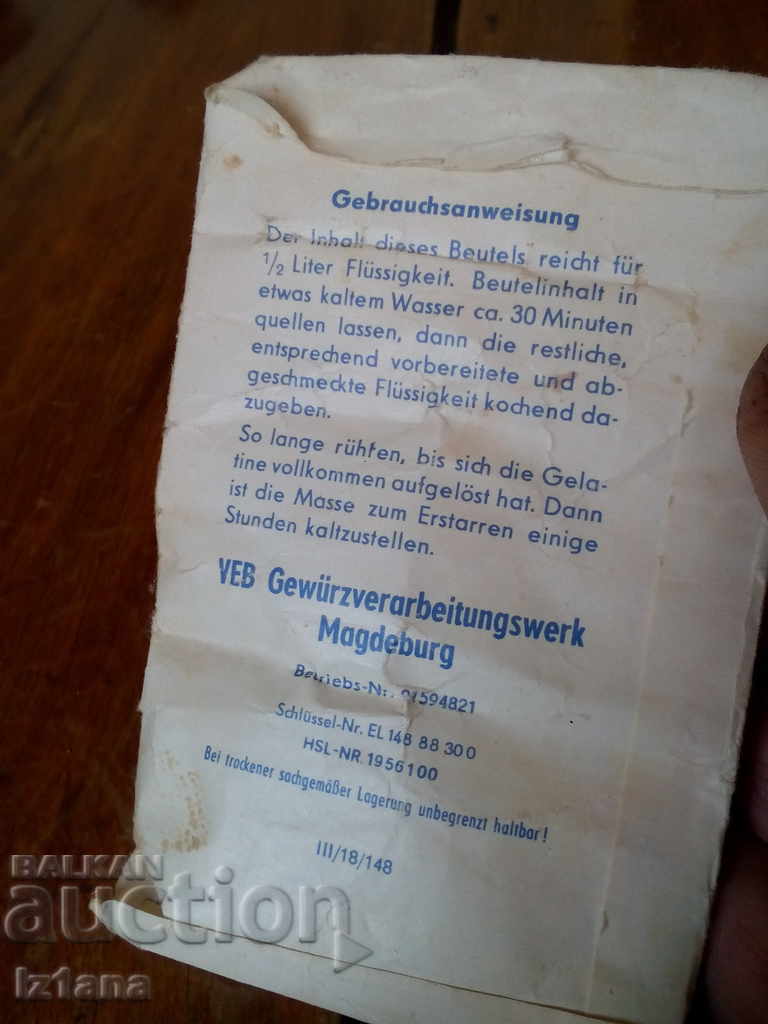 Gebrauchsanweisung
Der Inhalt dieses Beutels reicht für
1/2 Liter Flüssigkeit. Beutelinhalt in
etwas kaltem Wasser ca. 30 Minuten
quellen lassen, dann die restliche,
entsprechend vorbereitete und ab-
geschmeckte Flüssigkeit kochend da-
zugeben.
So lange rühren, bis sich die Gela-
tine vollkommen aufgelöst hat. Dann
ist die Masse zum Erstarren einige
Stunden kaltzustellen.
VEB Gewürzverarbeitungswerk
Magdeburg
Betriebs-Nr. 01594821
Schlüssel-Nr. EL 148 88 300
HSL-NR. 1956100
Bei trockener sachgemäßer Lagerung unbegrenzt haltbar!
III/18/148
BALKAN
auction
Iz1ana